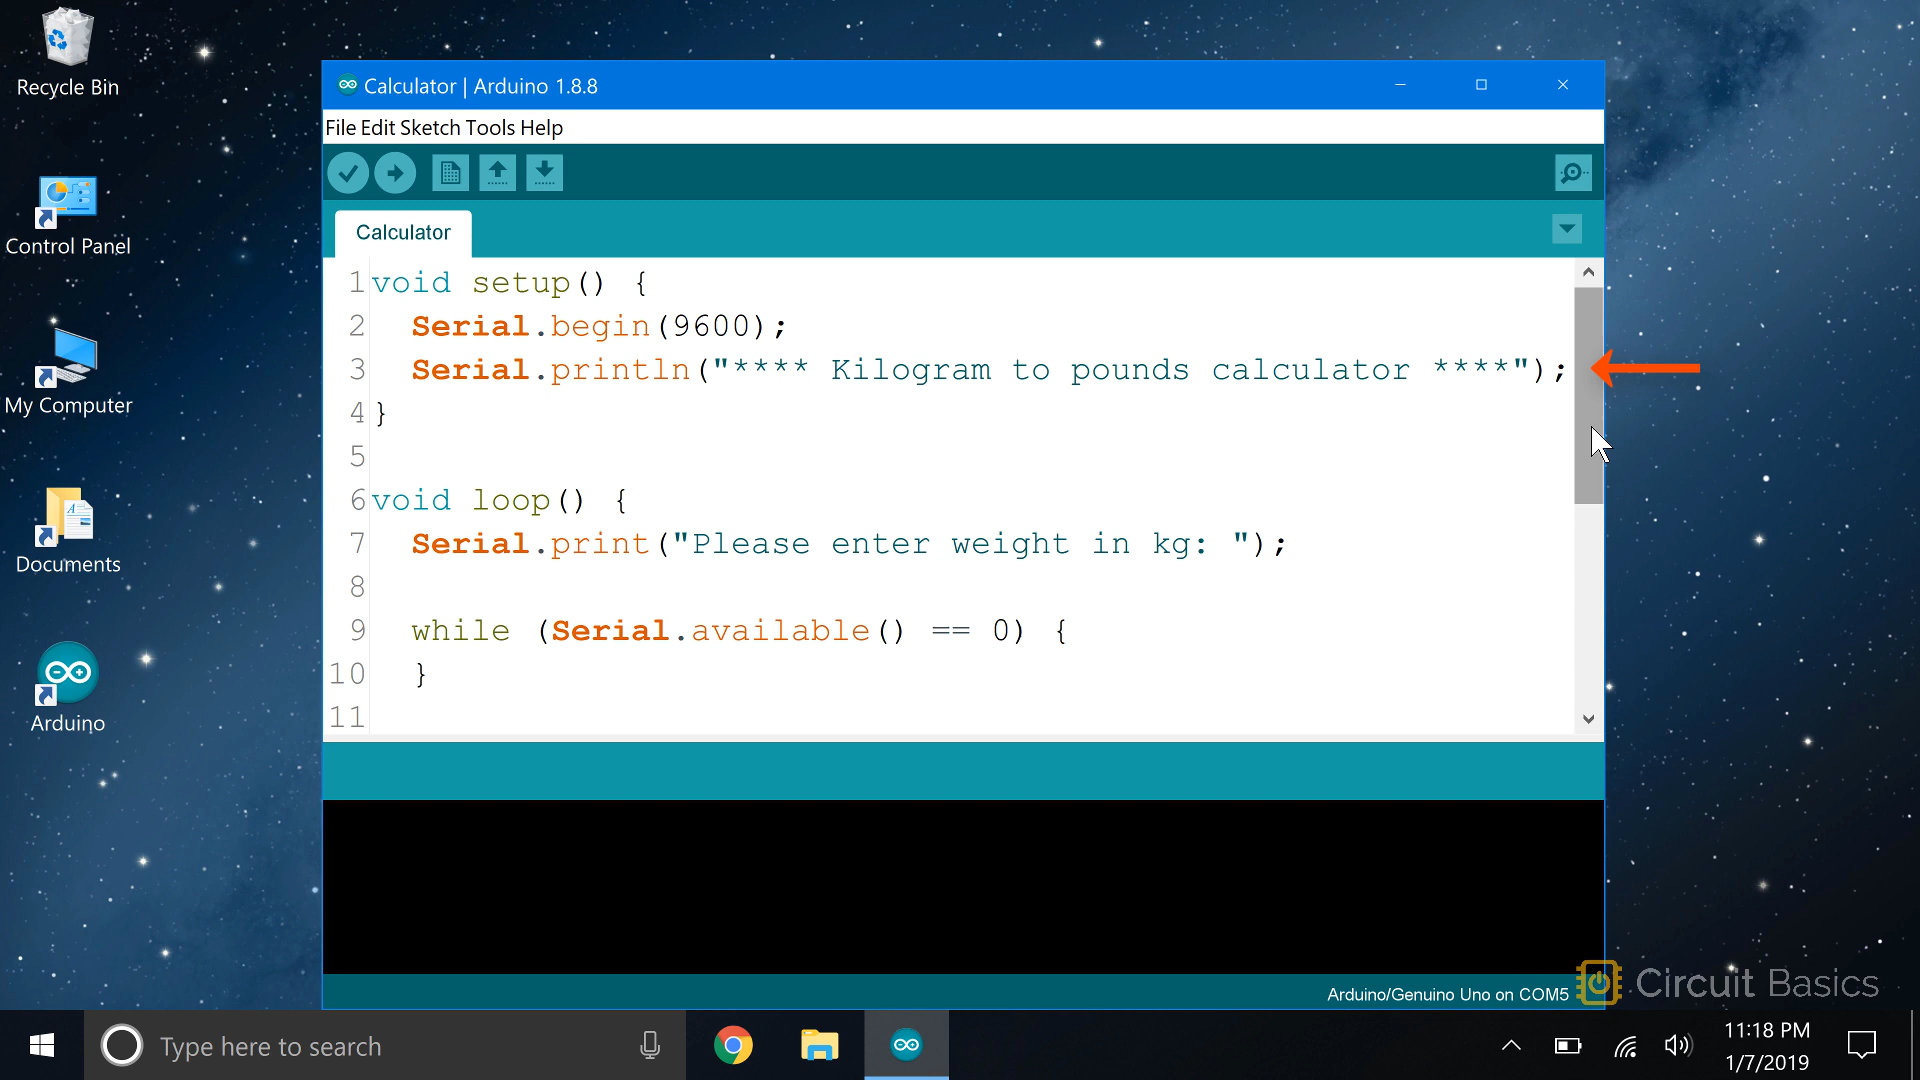 Recycle Bin
Control Panel
My Computer
Documents
Arduino
Calculator | Arduino 1.8.8
File Edit Sketch Tools Help
Calculator
1 void setup() {
2 Serial.begin(9600);
3 Serial.println("**** Kilogram to pounds calculator ****");
4 }
5
6 void loop() {
7 Serial.print("Please enter weight in kg: ");
8
9 while (Serial.available() == 0) {
10 }
11
Arduino/Genuino Uno on COM5
Circuit Basics
Type here to search
11:18 PM
1/7/2019